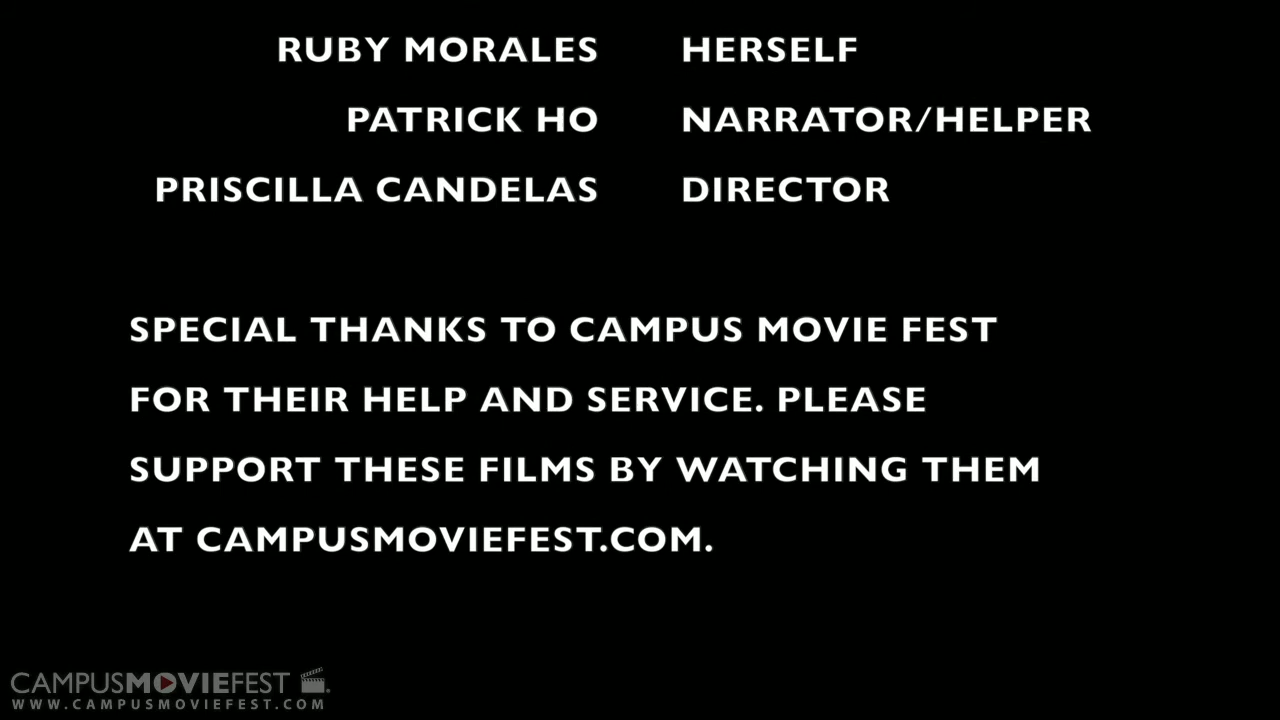 RUBY MORALES HERSELF
PATRICK HO NARRATOR/HELPER
PRISCILLA CANDELAS DIRECTOR
SPECIAL THANKS TO CAMPUS MOVIE FEST
FOR THEIR HELP AND SERVICE. PLEASE
SUPPORT THESE FILMS BY WATCHING THEM
AT CAMPUSMOVIEFEST.COM.
CAMPUSMOVIEFEST®
WWW.CAMPUSMOVIEFEST.COM